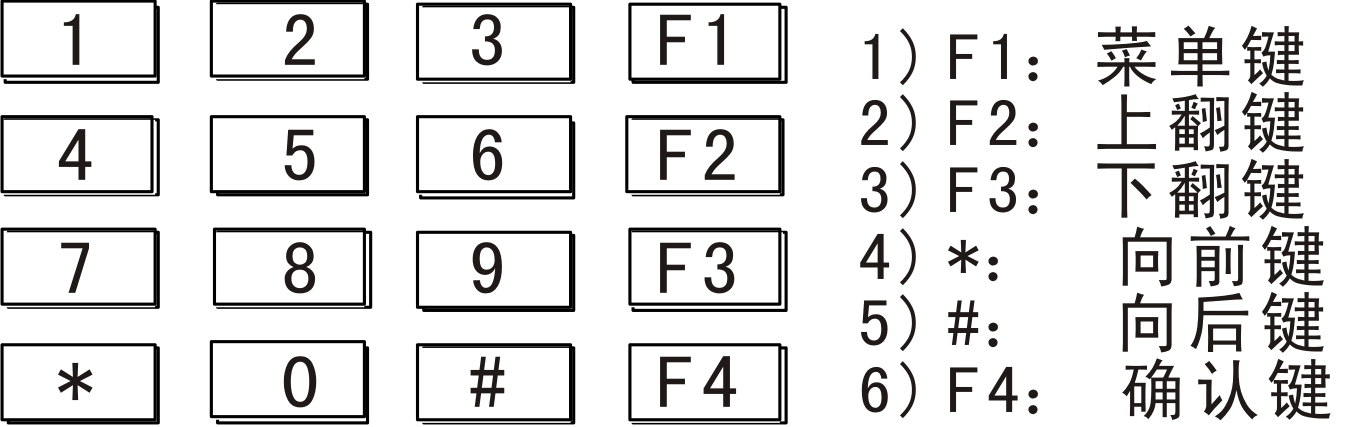 1 2 3 F1
4 5 6 F2
7 8 9 F3
* 0 # F4
1) F1: 菜单键
2) F2: 上翻键
3) F3: 下翻键
4) *: 向前键
5) #: 向后键
6) F4: 确认键